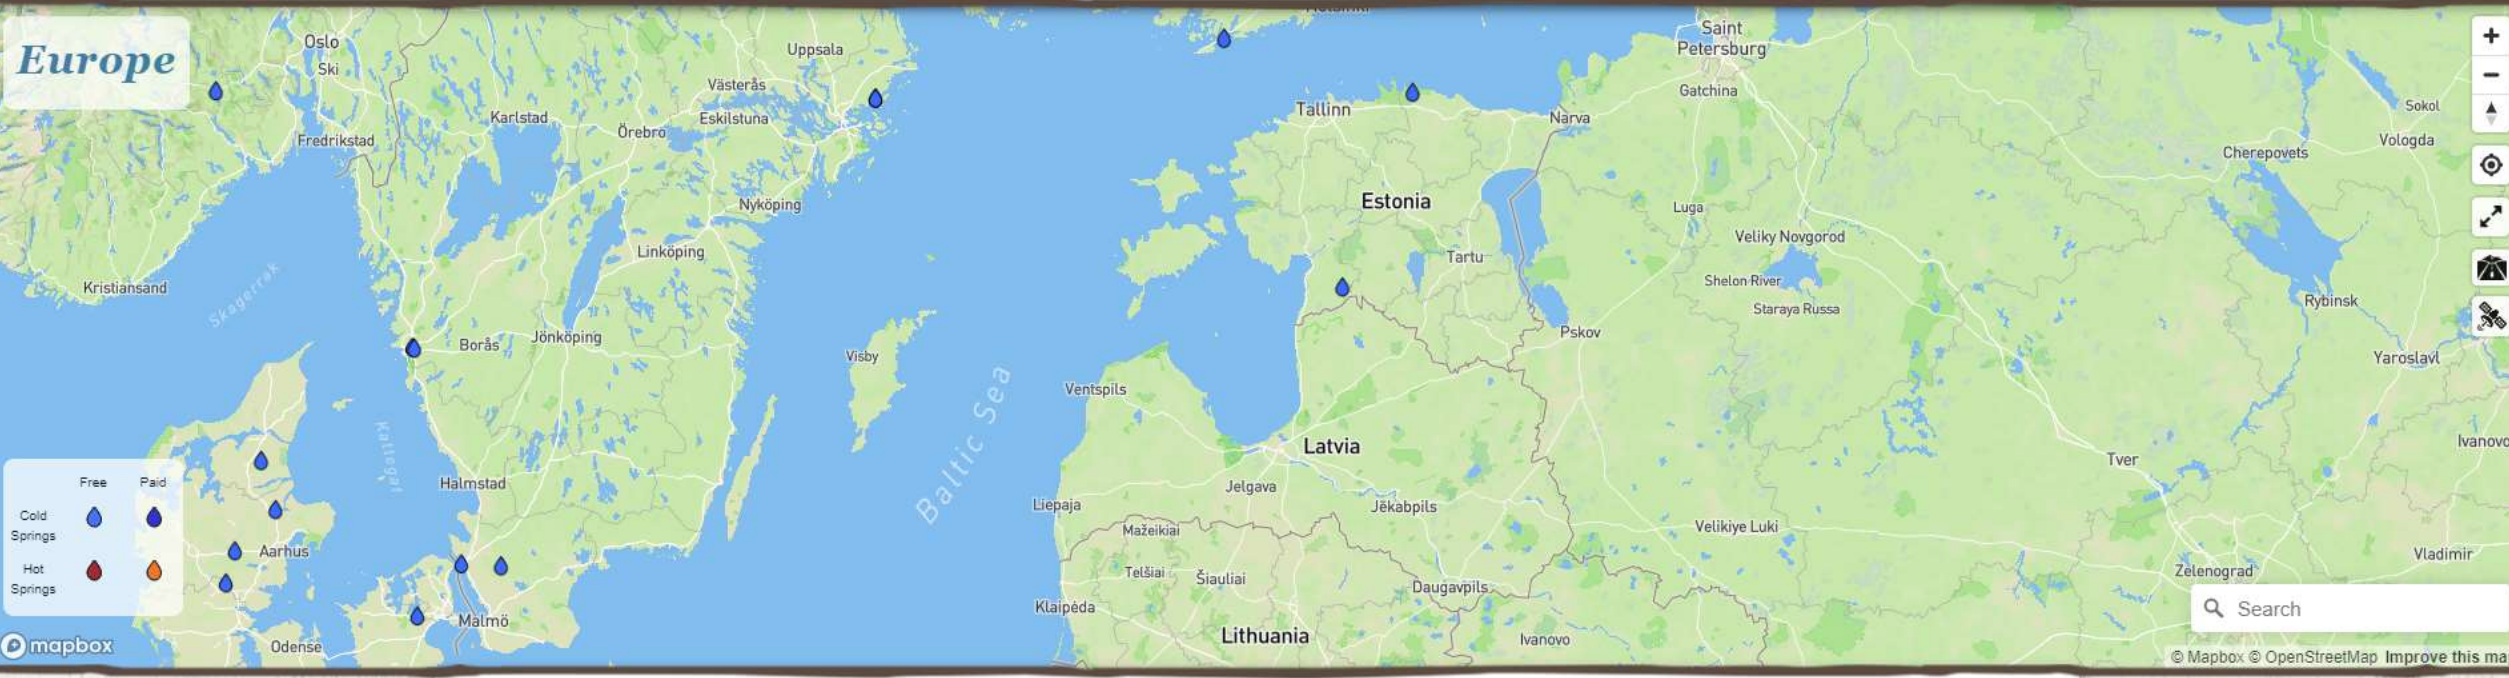 Europe
Oslo
Ski
Fredrikstad
Kristiansand
Skagerrak
Karlstad
Örebro
Västerås
Eskilstuna
Uppsala
Nyköping
Linköping
Borås
Jönköping
Visby
Kategat
Halmstad
Aarhus
Odense
Malmö
Baltic Sea
Helsinki
Tallinn
Narva
Estonia
Tartu
Ventspils
Latvia
Liepaja
Jelgava
Jēkabpils
Mažeikiai
Telšiai
Šiauliai
Klaipėda
Lithuania
Daugavpils
Ivanovo
Saint
Petersburg
Gatchina
Luga
Veliky Novgorod
Shelon River
Staraya Russa
Pskov
Velikiye Luki
Sokol
Vologda
Cherepovets
Rybinsk
Yaroslavl
Ivanovo
Tver
Vladimir
Zelenograd
Free Paid
Cold
Springs
Hot
Springs
mapbox
Search
© Mapbox © OpenStreetMap Improve this ma